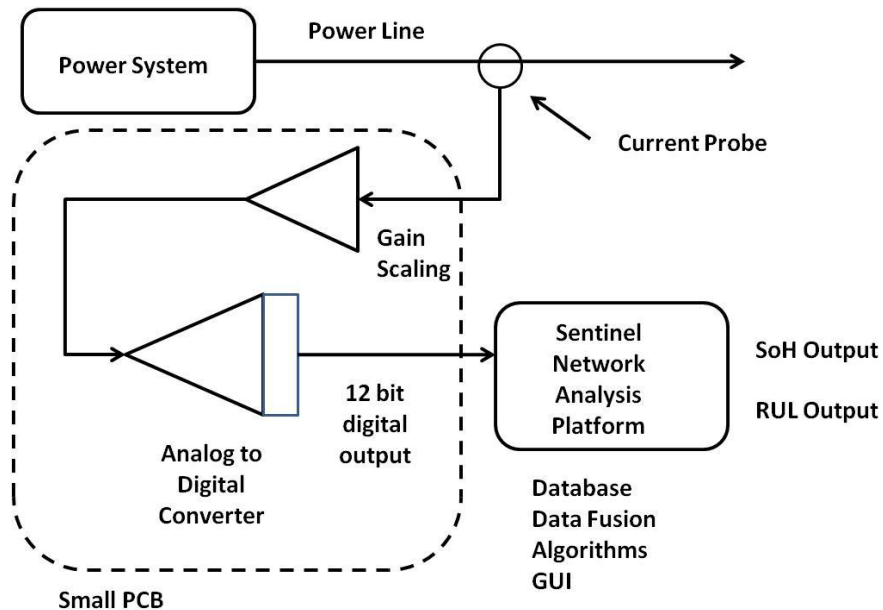 Power System
Power Line
Current Probe
Gain
Scaling
Analog to
Digital
Converter
12 bit
digital
output
Small PCB
Sentinel
Network
Analysis
Platform
SoH Output
RUL Output
Database
Data Fusion
Algorithms
GUI